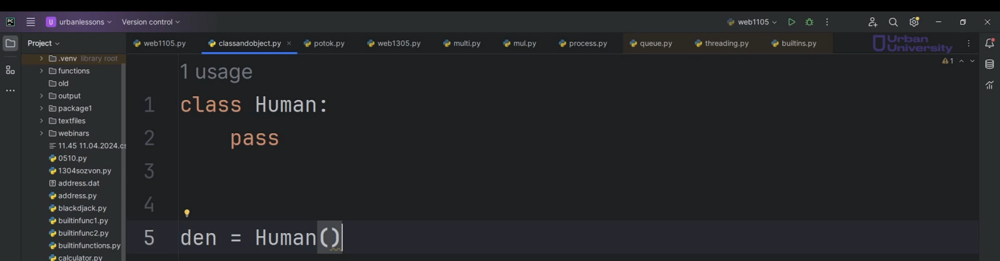 PC U urbanlessons Version control web1105
Project web1105.py classandobject.py potok.py web1305.py multi.py mul.py process.py queue.py threading.py builtins.py Urban University
.venv library root
functions
old
output
package1
textfiles
webinars
11.45 11.04.2024.cs
0510.py
1304sozvon.py
address.dat
address.py
blackdjack.py
builtinfunc1.py
builtinfunc2.py
builtinfunctions.py
calculator.py
1
1 usage
1 class Human:
2 pass
3
4
5 den = Human()